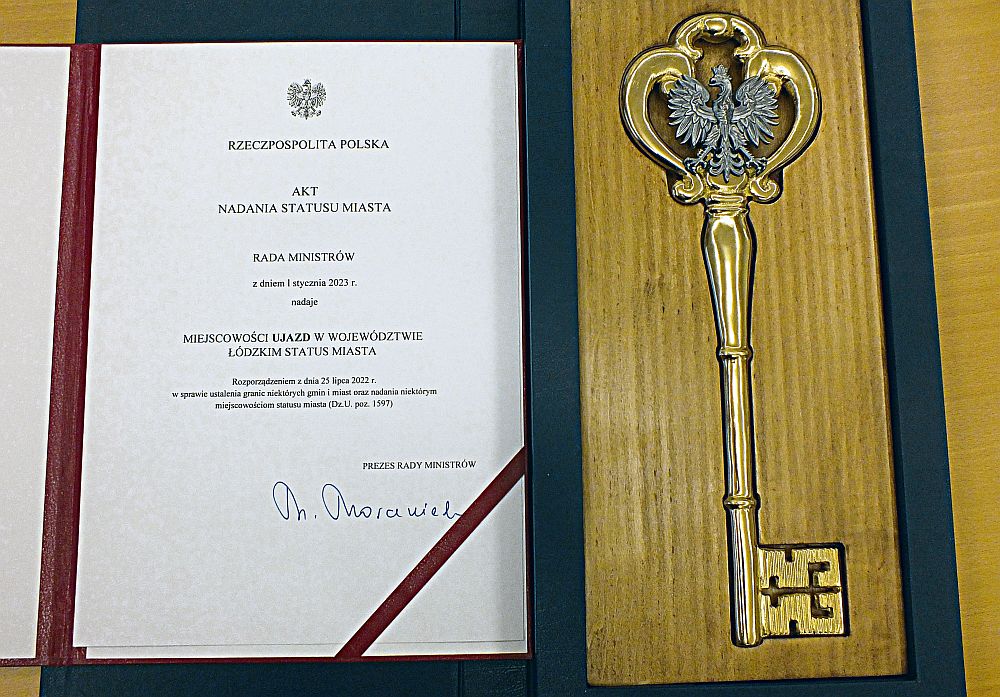 RZECZPOSPOLITA POLSKA
AKT
NADANIA STATUSU MIASTA
RADA MINISTRÓW
z dniem 1 stycznia 2023 r.
nadaje
MIEJSCOWOŚCI UJAZD W WOJEWÓDZTWIE
ŁÓDZKIM STATUS MIASTA
Rozporządzeniem z dnia 25 lipca 2022 r.
w sprawie ustalenia granic niektórych gmin i miast oraz nadania niektórym
miejscowościom statusu miasta (Dz.U. poz. 1597)
PREZES RADY MINISTRÓW